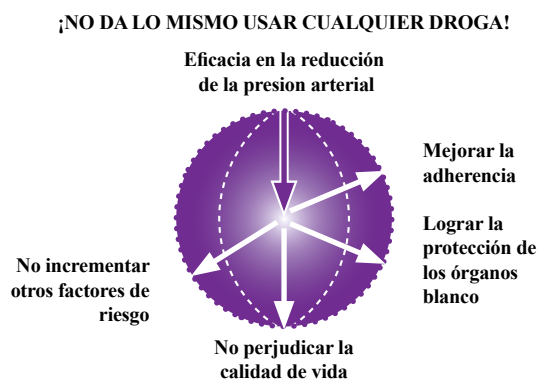 ¡NO DA LO MISMO USAR CUALQUIER DROGA!
Eficacia en la reducción
de la presion arterial
Mejorar la
adherencia
Lograr la
protección de
los órganos
blanco
No incrementar
otros factores de
riesgo
No perjudicar la
calidad de vida